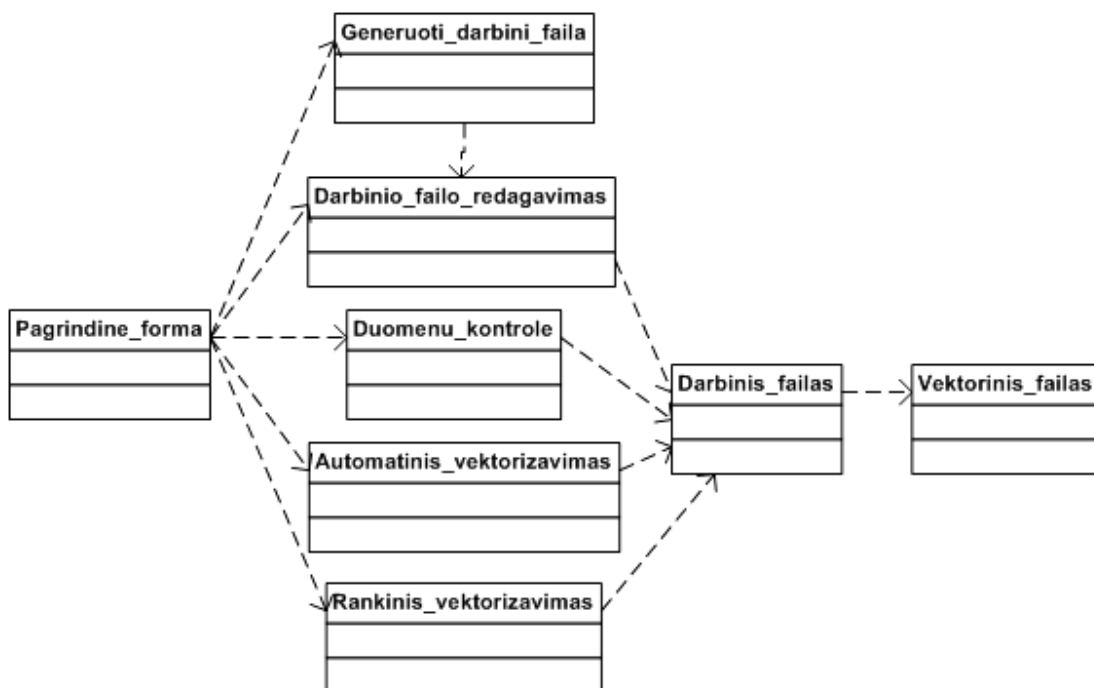 Generuoti_darbini_faila
Darbinio_failo_redagavimas
Pagrindine_forma
Duomenu_kontrole
Darbinis_failas
Vektorinis_failas
Automatinis_vektorizavimas
Rankinis_vektorizavimas